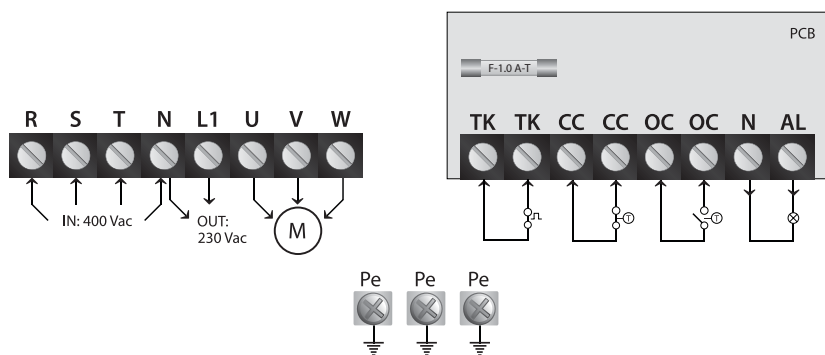 PCB
F-1.0 A-T
R S T N L1 U V W
TK TK CC CC OC OC N AL
IN: 400 Vac
OUT:
230 Vac
M
T
T
Pe Pe Pe